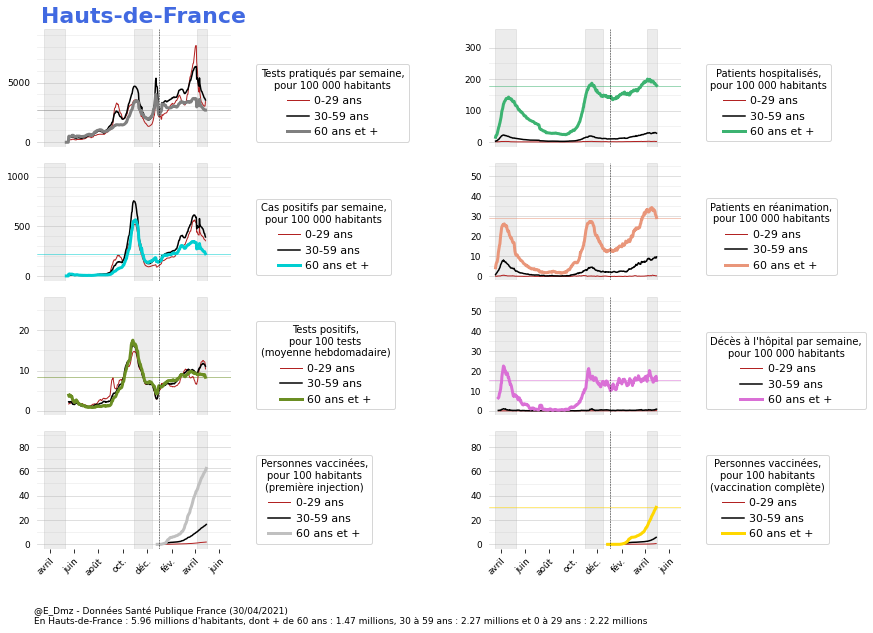 Hauts-de-France
5000
0
Tests pratiqués par semaine,
pour 100 000 habitants
0-29 ans
30-59 ans
60 ans et +
300
200
100
0
Patients hospitalisés,
pour 100 000 habitants
0-29 ans
30-59 ans
60 ans et +
1000
500
0
Cas positifs par semaine,
pour 100 000 habitants
0-29 ans
30-59 ans
60 ans et +
50
40
30
20
10
0
Patients en réanimation,
pour 100 000 habitants
0-29 ans
30-59 ans
60 ans et +
20
10
0
Tests positifs,
pour 100 tests
(moyenne hebdomadaire)
0-29 ans
30-59 ans
60 ans et +
50
40
30
20
10
0
Décès à l'hôpital par semaine,
pour 100 000 habitants
0-29 ans
30-59 ans
60 ans et +
80
60
40
20
0
Personnes vaccinées,
pour 100 habitants
(première injection)
0-29 ans
30-59 ans
60 ans et +
80
60
40
20
0
Personnes vaccinées,
pour 100 habitants
(vaccination complète)
0-29 ans
30-59 ans
60 ans et +
avril juin août oct. déc. fév. avril juin
avril juin août oct. déc. fév. avril juin
@E_Dmz - Données Santé Publique France (30/04/2021)
En Hauts-de-France : 5.96 millions d'habitants, dont + de 60 ans : 1.47 millions, 30 à 59 ans : 2.27 millions et 0 à 29 ans : 2.22 millions